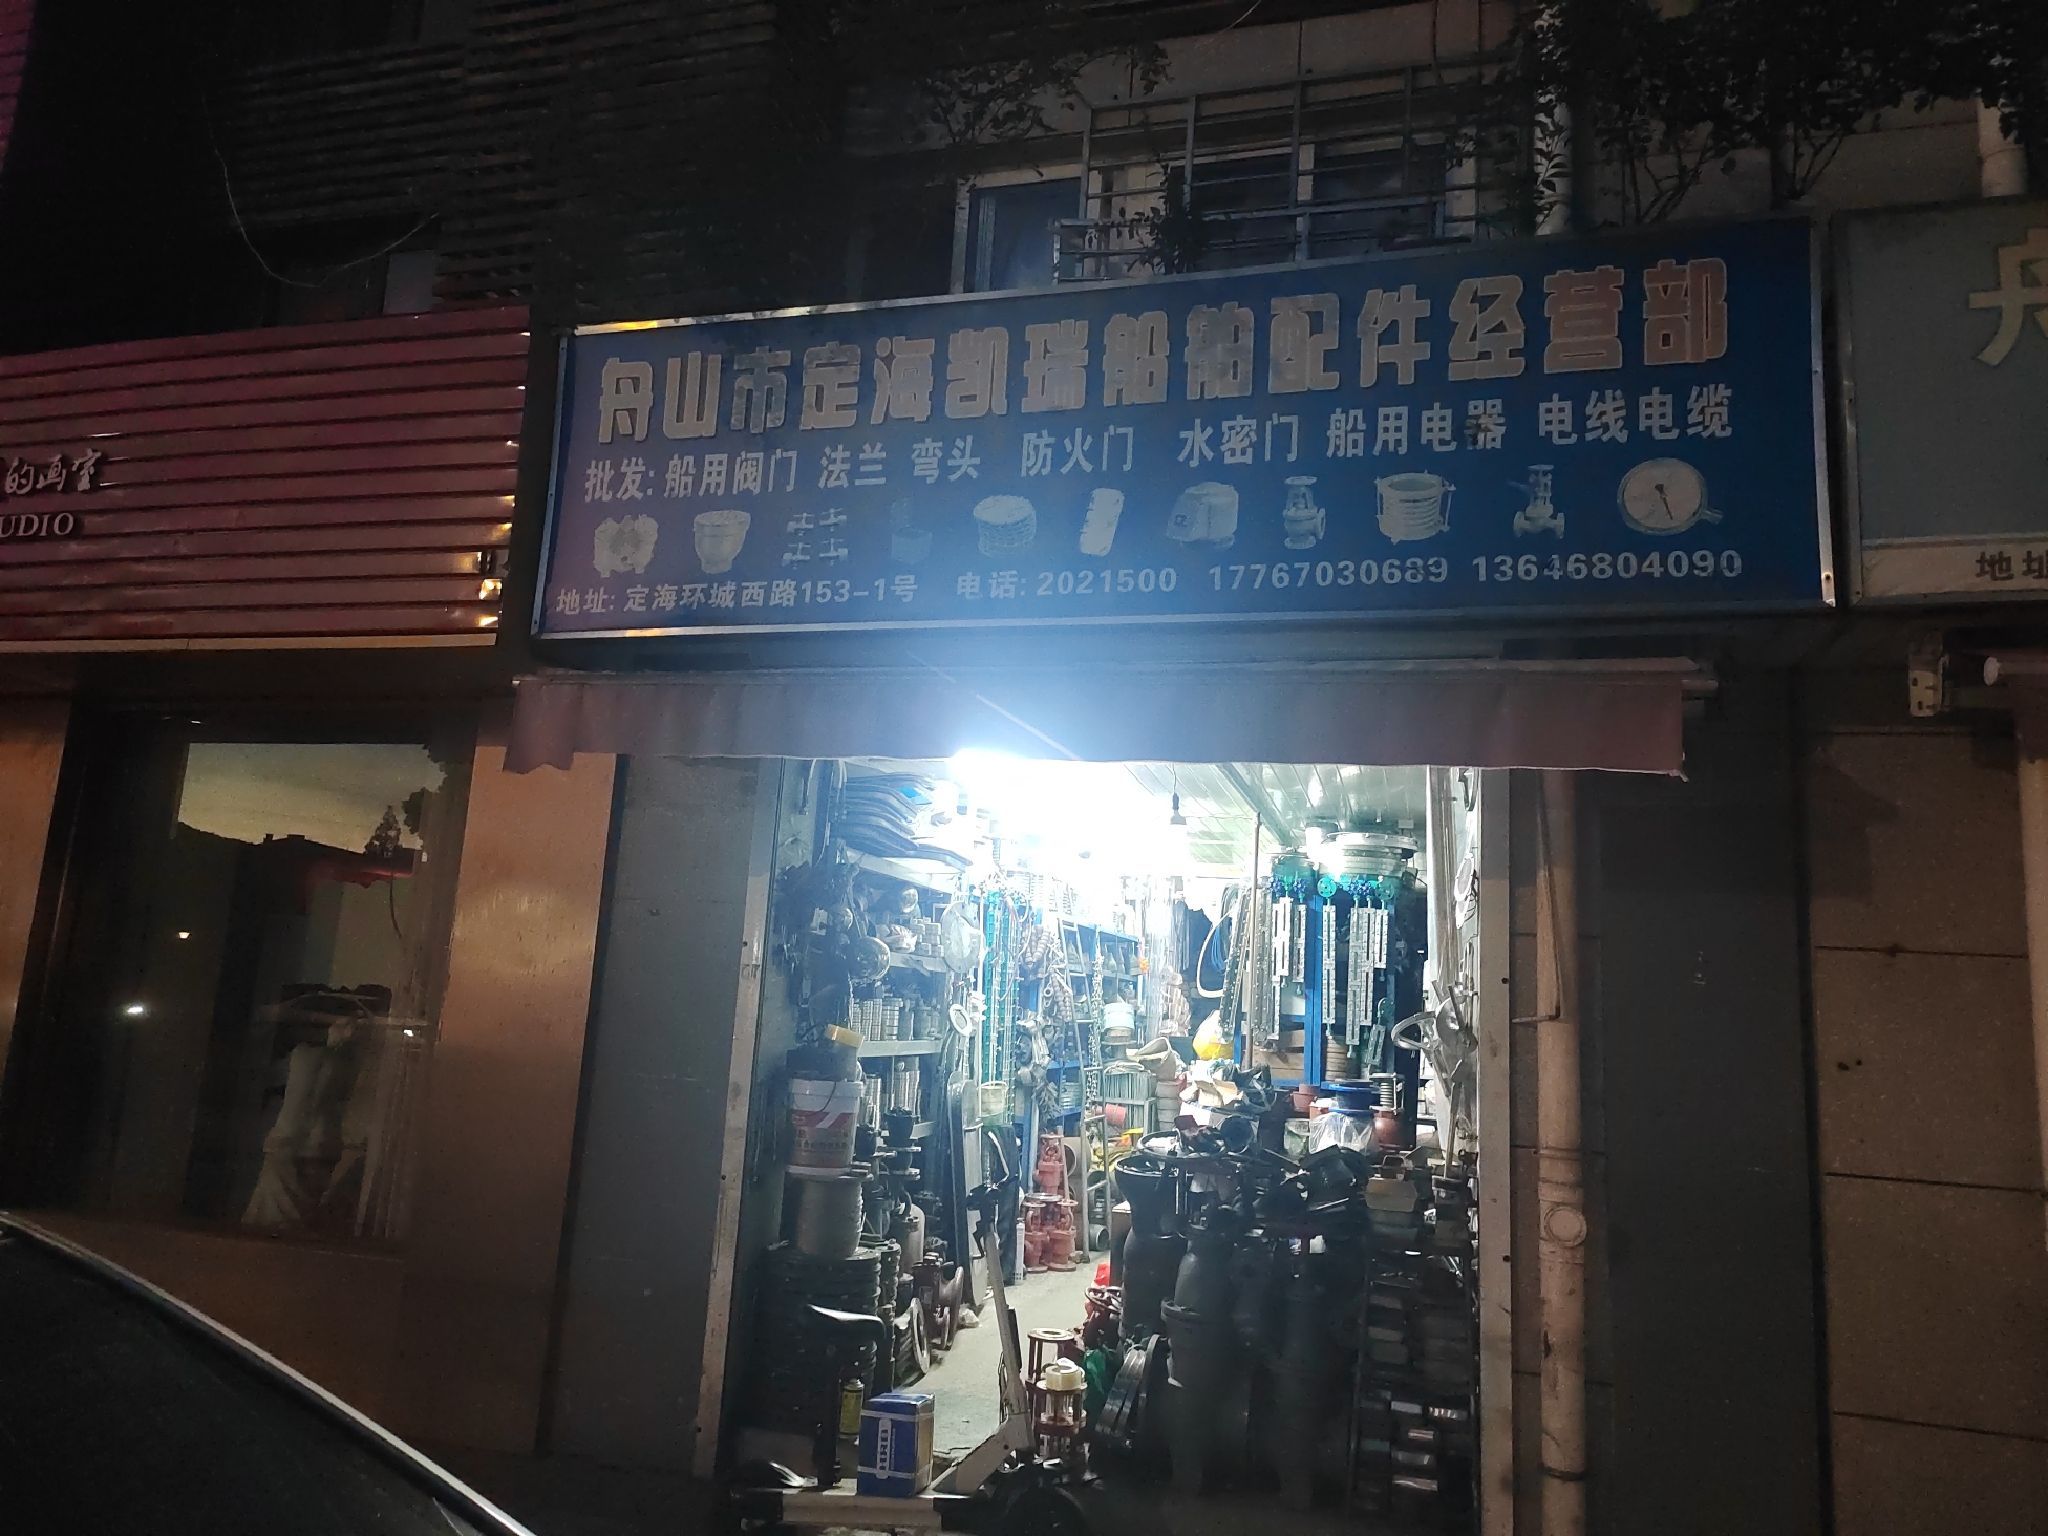 舟山市定海凯瑞船舶配件经营部
批发: 船用阀门 法兰 弯头 防火门 水密门 船用电器 电线电缆
地址: 定海环城西路153-1号 电话: 2021500 17767030689 13646804090
的画室
UDIO
舟
地址